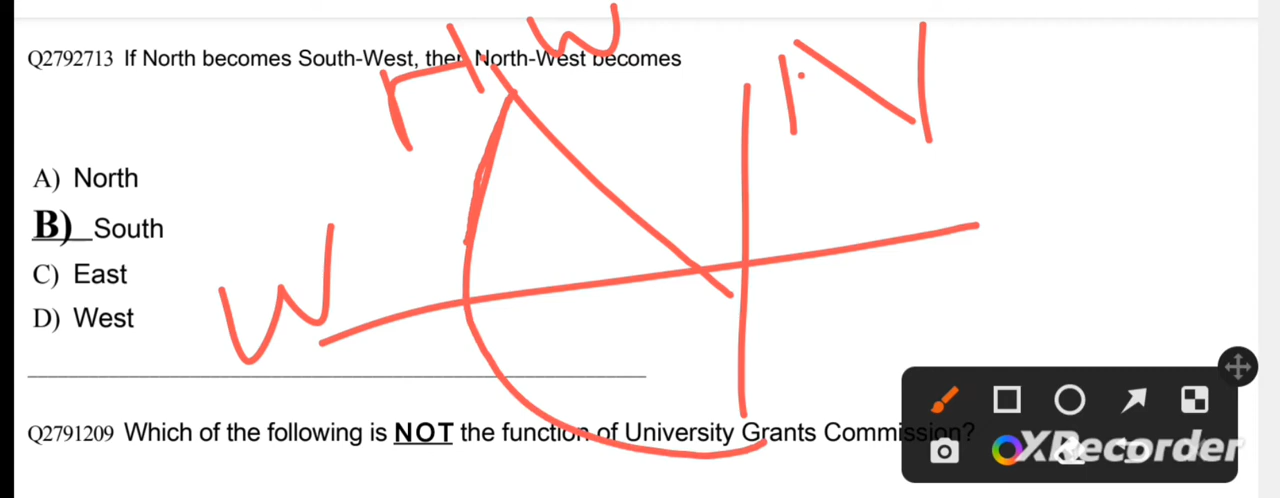 W
Q2792713 If North becomes South-West, then North-West becomes
N
A) North
B) South
W
C) East
D) West
Q2791209 Which of the following is NOT the function of University Grants Commission?
XRecorder